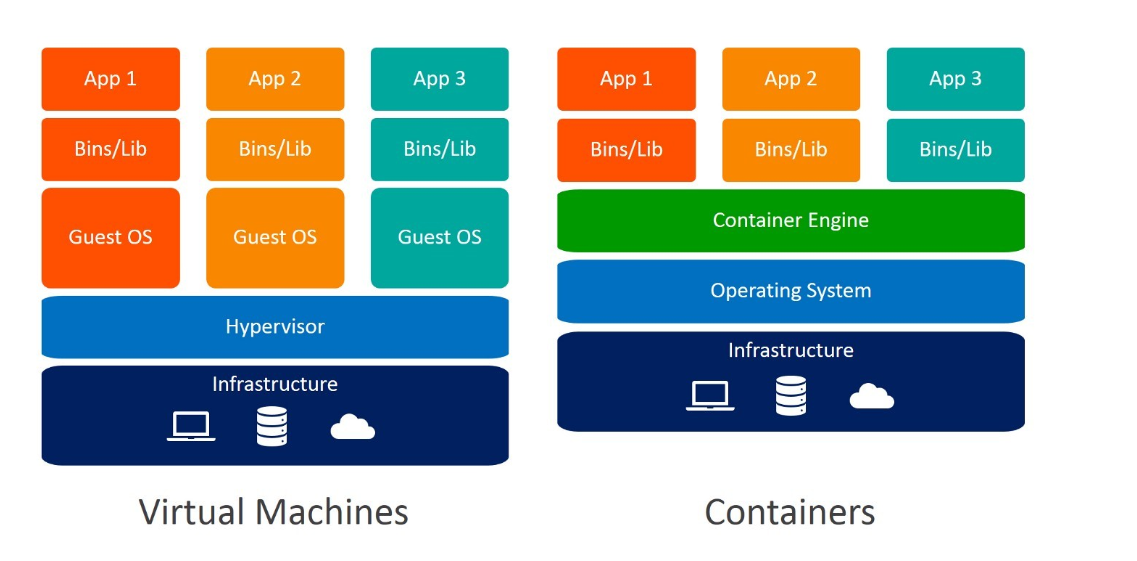 App 1
App 2
App 3
Bins/Lib
Bins/Lib
Bins/Lib
Guest OS
Guest OS
Guest OS
Hypervisor
Infrastructure
Virtual Machines
App 1
App 2
App 3
Bins/Lib
Bins/Lib
Bins/Lib
Container Engine
Operating System
Infrastructure
Containers